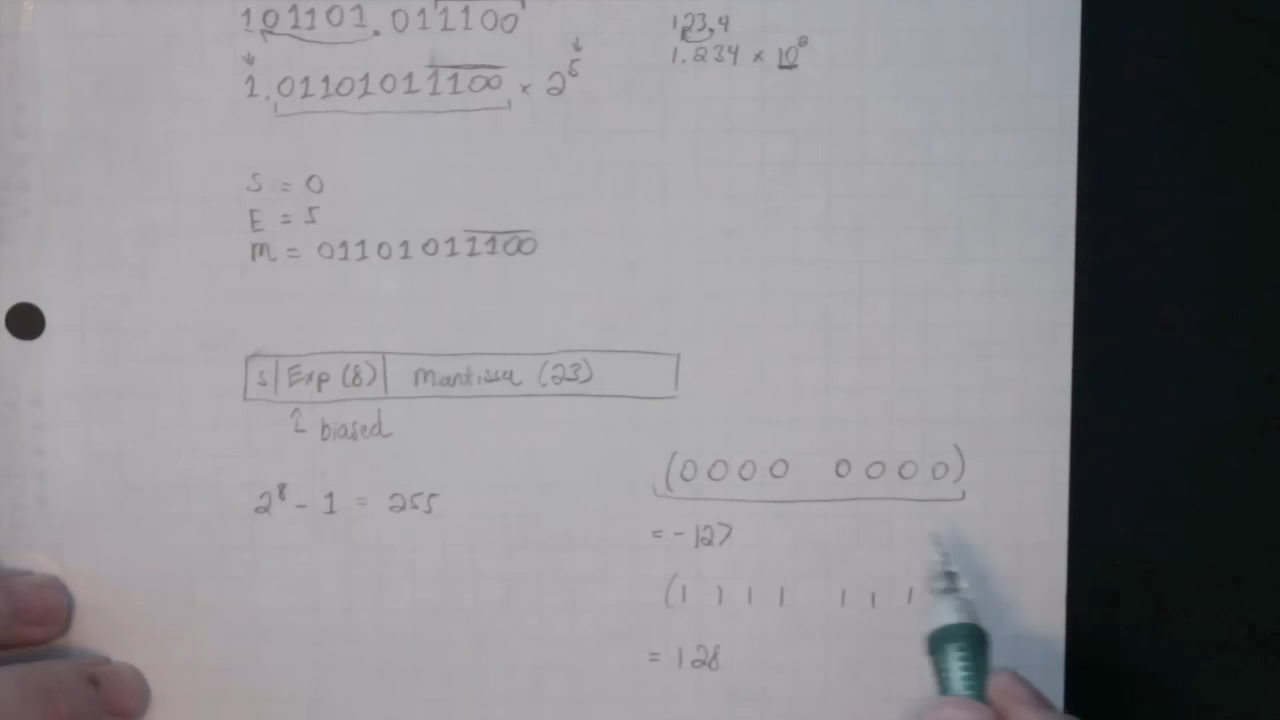 101101.011100
1.01101011100 × 2^5
123.4
1.234 × 10^2
S = 0
E = 5
m = 01101011100
S | Exp (8) | Mantissa (23)
↑ biased
2^8 - 1 = 255
(0000 0000)
= -127
(1111 111
= 128